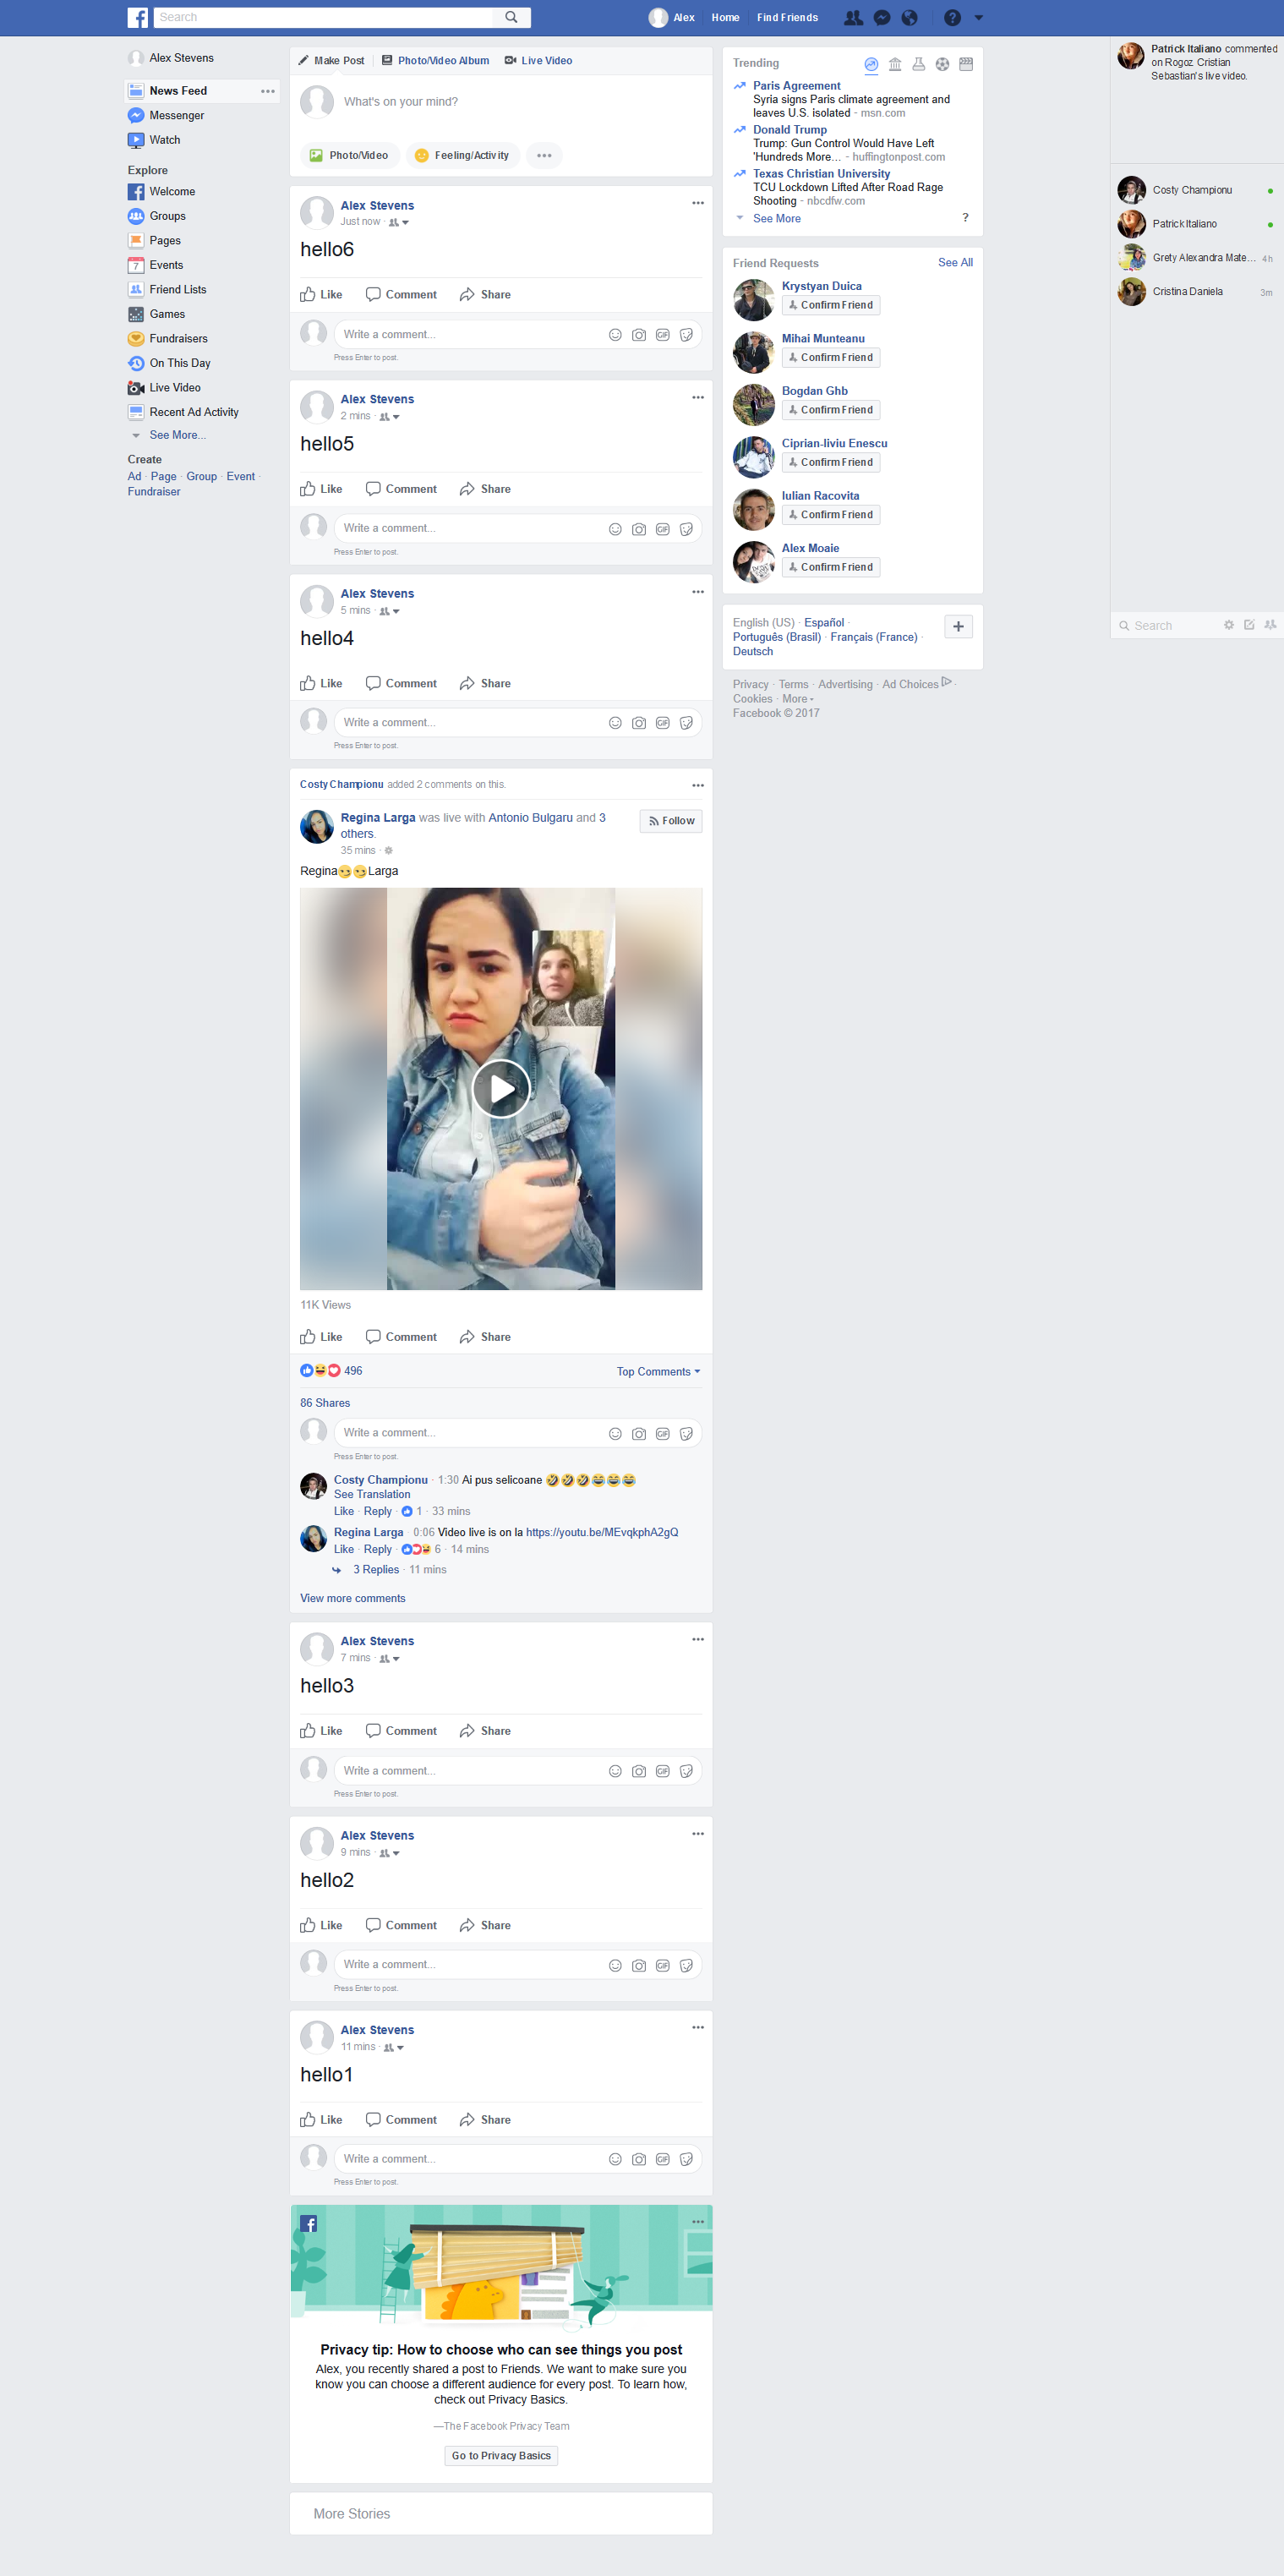 Search
Alex
Home
Find Friends
Alex Stevens
News Feed
Messenger
Watch
Explore
Welcome
Groups
Pages
7
Events
Friend Lists
Games
Fundraisers
On This Day
Live Video
Recent Ad Activity
See More...
Create
Ad · Page · Group · Event ·
Fundraiser
Make Post
Photo/Video Album
Live Video
What's on your mind?
Photo/Video
Feeling/Activity
Alex Stevens
Just now ·
hello6
Like Comment Share
Write a comment...
GIF
Press Enter to post.
Alex Stevens
2 mins ·
hello5
Like Comment Share
Write a comment...
GIF
Press Enter to post.
Alex Stevens
5 mins ·
hello4
Like Comment Share
Write a comment...
GIF
Press Enter to post.
Costy Championu added 2 comments on this.
Regina Larga was live with Antonio Bulgaru and 3
others.
Follow
35 mins ·
Regina😏😏Larga
11K Views
Like Comment Share
496
Top Comments
86 Shares
Write a comment...
GIF
Press Enter to post.
Costy Championu · 1:30 Ai pus selicoane 🤣🤣🤣😂😂😂
See Translation
Like · Reply · 1 · 33 mins
Regina Larga · 0:06 Video live is on la https://youtu.be/MEvqkphA2gQ
Like · Reply · 6 · 14 mins
3 Replies · 11 mins
View more comments
Alex Stevens
7 mins ·
hello3
Like Comment Share
Write a comment...
GIF
Press Enter to post.
Alex Stevens
9 mins ·
hello2
Like Comment Share
Write a comment...
GIF
Press Enter to post.
Alex Stevens
11 mins ·
hello1
Like Comment Share
Write a comment...
GIF
Press Enter to post.
Privacy tip: How to choose who can see things you post
Alex, you recently shared a post to Friends. We want to make sure you
know you can choose a different audience for every post. To learn how,
check out Privacy Basics.
—The Facebook Privacy Team
Go to Privacy Basics
More Stories
Trending
Paris Agreement
Syria signs Paris climate agreement and
leaves U.S. isolated - msn.com
Donald Trump
Trump: Gun Control Would Have Left
'Hundreds More... - huffingtonpost.com
Texas Christian University
TCU Lockdown Lifted After Road Rage
Shooting - nbcdfw.com
See More
?
Friend Requests
See All
Krystyan Duica
Confirm Friend
Mihai Munteanu
Confirm Friend
Bogdan Ghb
Confirm Friend
Ciprian-liviu Enescu
Confirm Friend
Iulian Racovita
Confirm Friend
Alex Moaie
Confirm Friend
English (US) · Español ·
Português (Brasil) · Français (France) ·
Deutsch
Privacy · Terms · Advertising · Ad Choices ·
Cookies · More
Facebook © 2017
Patrick Italiano commented
on Rogoz Cristian
Sebastian's live video.
Costy Championu
Patrick Italiano
Grety Alexandra Mate... 4h
Cristina Daniela 3m
Search